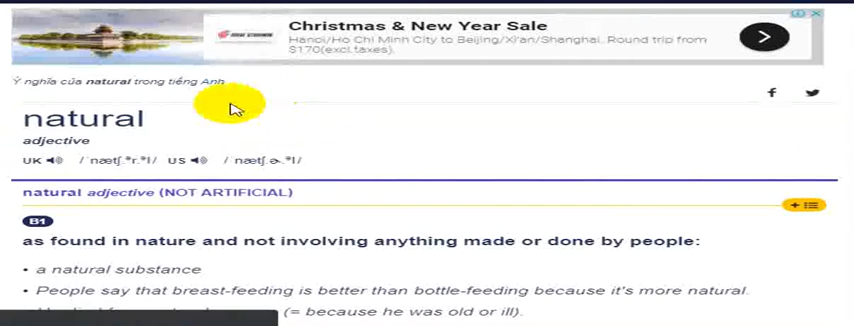 Christmas & New Year Sale
Hanoi/Ho Chi Minh City to Beijing/Xi'an/Shanghai. Round trip from
$170(excl.taxes).
Ý nghĩa của natural trong tiếng Anh
natural
adjective
UK /ˈnætʃ.ər.əl/ US /ˈnætʃ.ɚ.əl/
natural adjective (NOT ARTIFICIAL)
B1
as found in nature and not involving anything made or done by people:
• a natural substance
• People say that breast-feeding is better than bottle-feeding because it's more natural.
(= because he was old or ill).